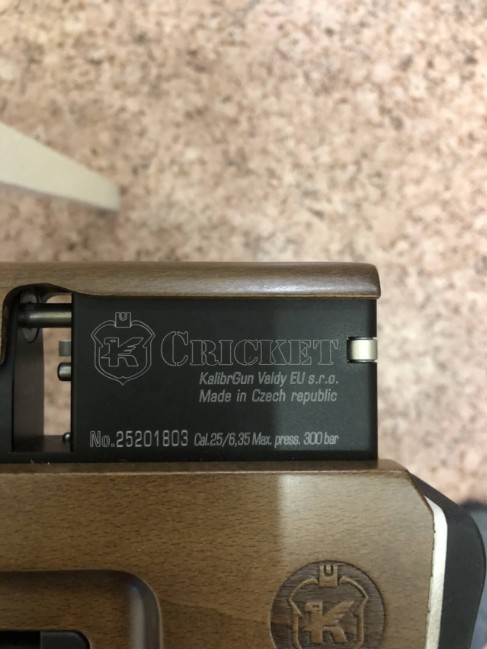 K CRICKET
KalibrGun Valdy EU s.r.o.
Made in Czech republic
No.25201803 Cal.25/6,35 Max. press. 300 bar
K